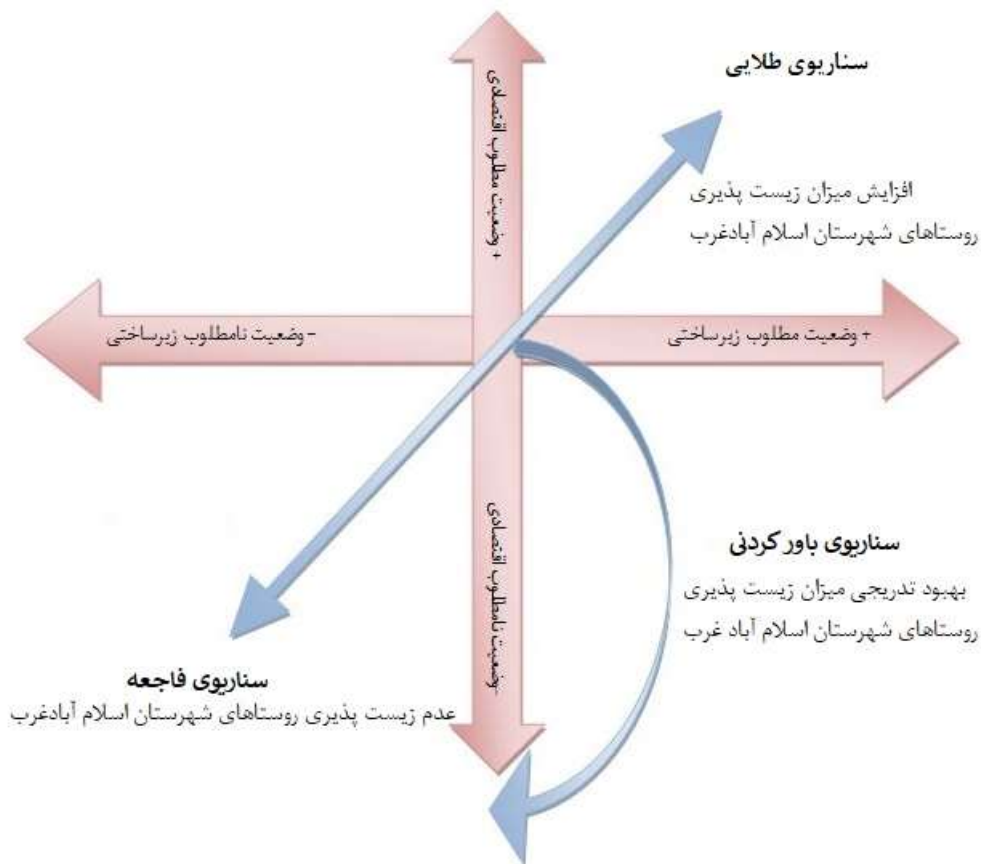 سناریوی طلایی
افزایش میزان زیست پذیری
روستاهای شهرستان اسلام آبادغرب
+ وضعیت مطلوب اقتصادی
+ وضعیت مطلوب زیرساختی
- وضعیت نامطلوب زیرساختی
-وضعیت نامطلوب اقتصادی
سناریوی باور کردنی
بهبود تدریجی میزان زیست پذیری
روستاهای شهرستان اسلام آباد غرب
سناریوی فاجعه
عدم زیست پذیری روستاهای شهرستان اسلام آبادغرب